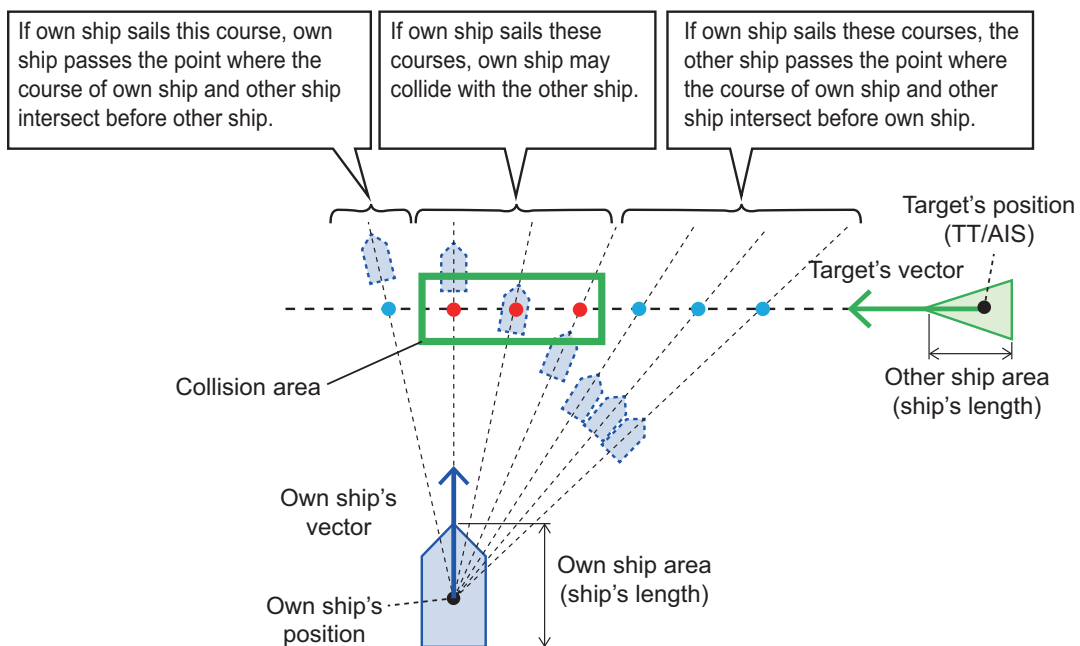 If own ship sails this course, own
ship passes the point where the
course of own ship and other ship
intersect before other ship.
If own ship sails these
courses, own ship may
collide with the other ship.
If own ship sails these courses, the
other ship passes the point where
the course of own ship and other
ship intersect before own ship.
Target’s position
(TT/AIS)
Target’s vector
Collision area
Other ship area
(ship’s length)
Own ship’s
vector
Own ship area
(ship’s length)
Own ship’s
position